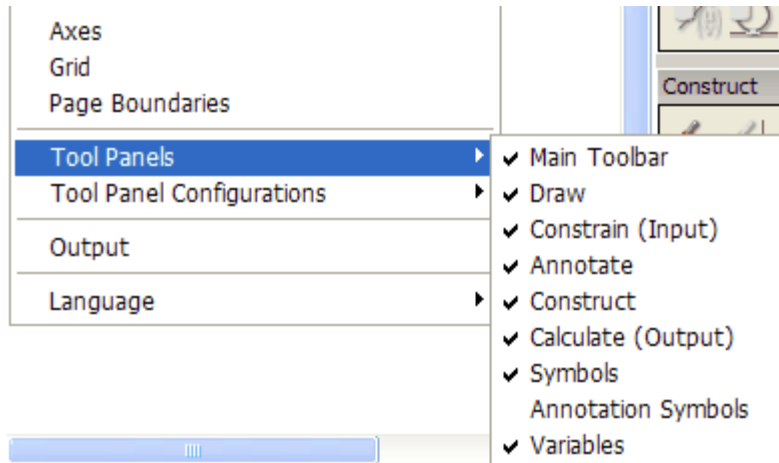 Axes
Grid
Page Boundaries
Construct
Tool Panels
Tool Panel Configurations
Output
Language
Main Toolbar
Draw
Constrain (Input)
Annotate
Construct
Calculate (Output)
Symbols
Annotation Symbols
Variables